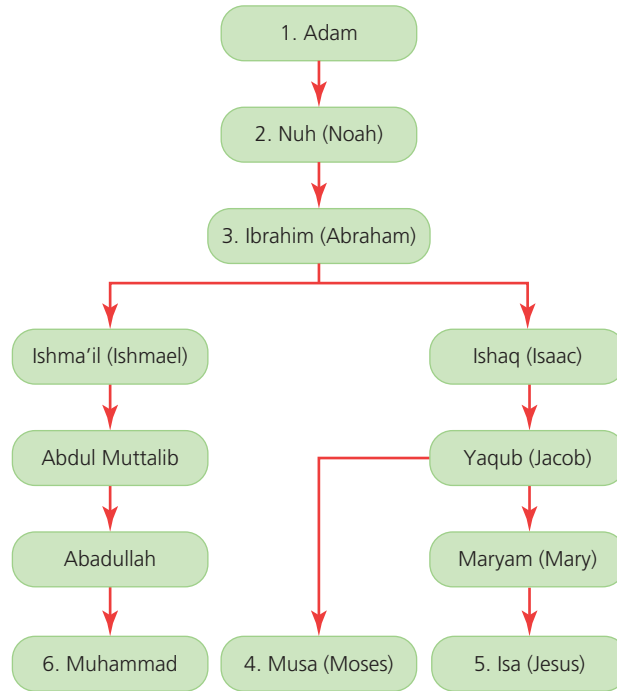 1. Adam
2. Nuh (Noah)
3. Ibrahim (Abraham)
Ishma’il (Ishmael)
Ishaq (Isaac)
Abdul Muttalib
Yaqub (Jacob)
Abadullah
Maryam (Mary)
6. Muhammad
4. Musa (Moses)
5. Isa (Jesus)